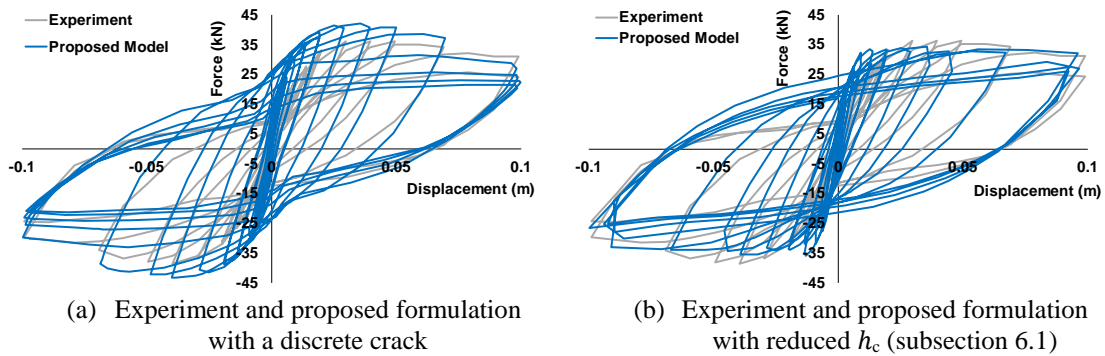 Experiment
Proposed Model
Force (kN)
45
35
25
15
5
-5
-15
-25
-35
-45
-0.1
-0.05
0
0.05
0.1
Displacement (m)
(a) Experiment and proposed formulation
with a discrete crack
Experiment
Proposed Model
Force (kN)
45
35
25
15
5
-5
-15
-25
-35
-45
-0.1
-0.05
0
0.05
0.1
Displacement (m)
(b) Experiment and proposed formulation
with reduced hc (subsection 6.1)